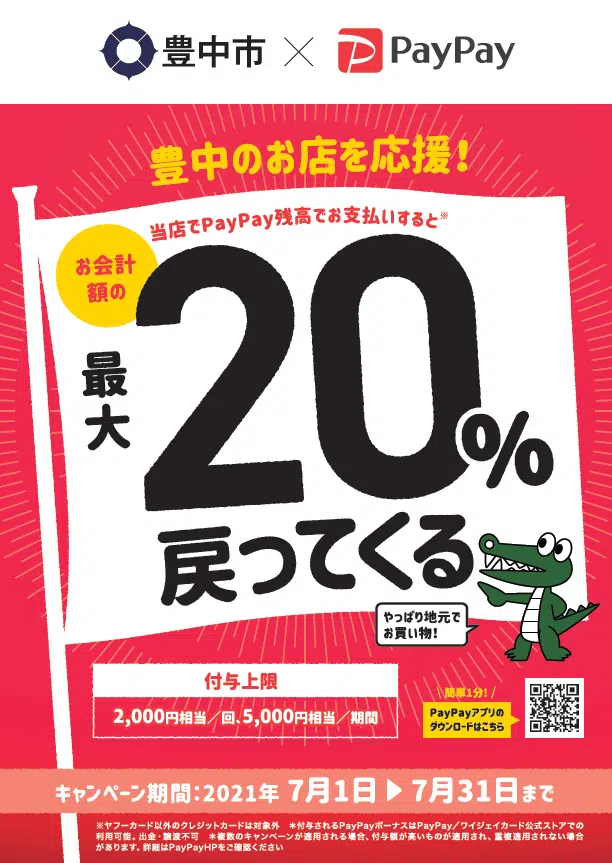 豊中市 × PayPay
豊中のお店を応援！
当店でPayPay残高でお支払いすると※
お会計
額の
最大
20%
戻ってくる
やっぱり地元で
お買い物！
付与上限
2,000円相当／回、5,000円相当／期間
簡単1分！
PayPayアプリの
ダウンロードはこちら
キャンペーン期間：2021年 7月1日▶7月31日まで
※ヤフーカード以外のクレジットカードは対象外　＊付与されるPayPayボーナスはPayPay／ワイジェイカード公式ストアでの
利用可能。出金・譲渡不可　＊複数のキャンペーンが適用される場合、付与額が高いものが適用され、重複適用されない場合
があります。詳細はPayPayHPをご確認ください